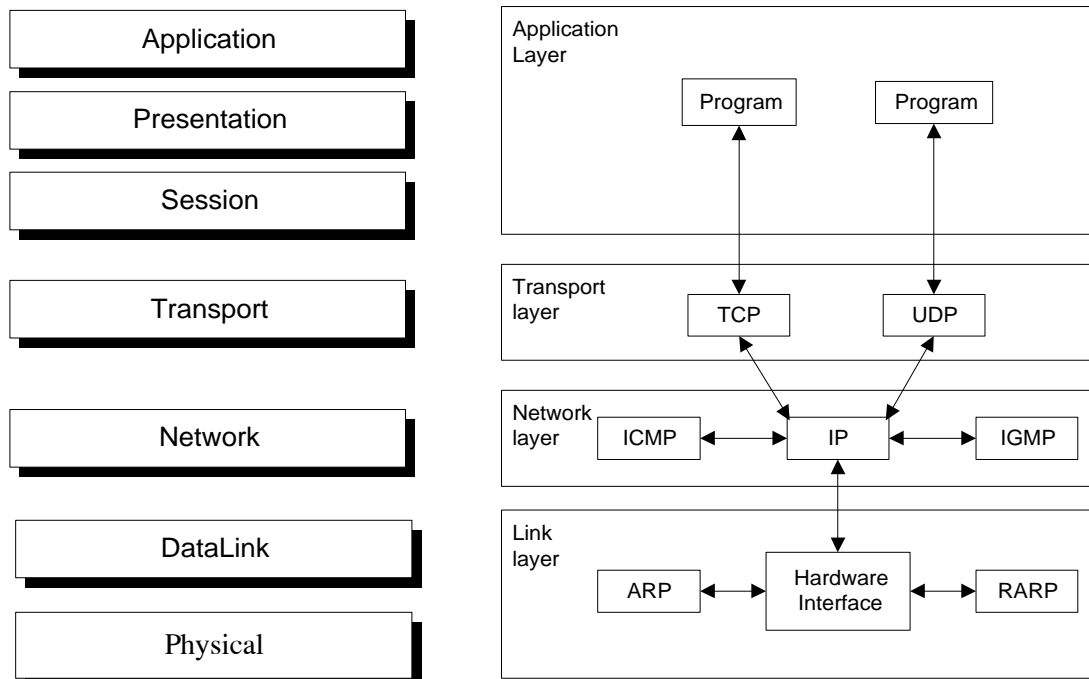 Application
Presentation
Session
Transport
Network
DataLink
Physical
Application
Layer
Program
Program
Transport
layer
TCP
UDP
Network
layer
ICMP
IP
IGMP
Link
layer
ARP
Hardware
Interface
RARP